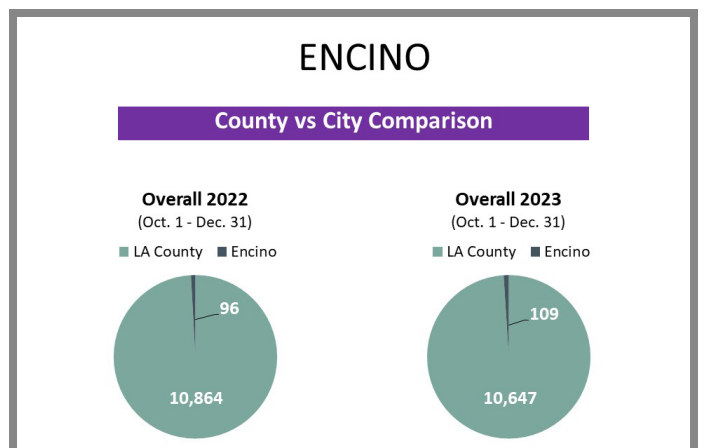 ENCINO
County vs City Comparison
Overall 2022
(Oct. 1 - Dec. 31)
LA County Encino
96
10,864
Overall 2023
(Oct. 1 - Dec. 31)
LA County Encino
109
10,647